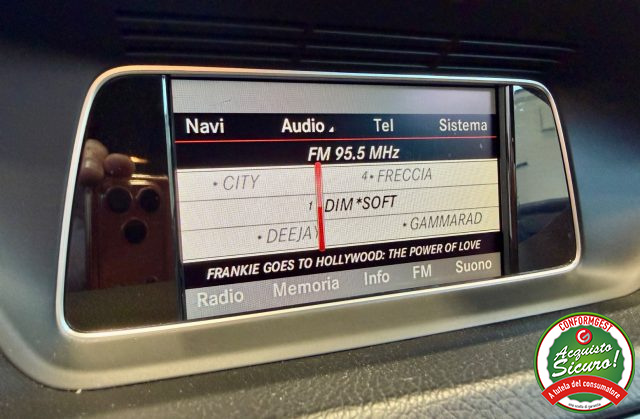 Navi Audio Tel Sistema
FM 95.5 MHz
• CITY 4• FRECCIA
1 DIM*SOFT
• DEEJAY • GAMMARAD
FRANKIE GOES TO HOLLYWOOD: THE POWER OF LOVE
Radio Memoria Info FM Suono
CONFORMGEST
Acquisto
Sicuro!
A tutela del consumatore